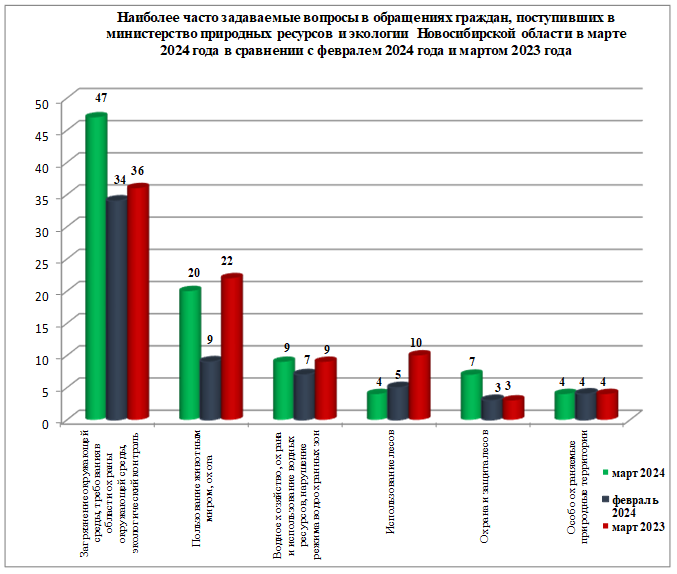 Наиболее часто задаваемые вопросы в обращениях граждан, поступивших в
министерство природных ресурсов и экологии Новосибирской области в марте
2024 года в сравнении с февралем 2024 года и мартом 2023 года
50
45
40
35
30
25
20
15
10
5
0
47
34
36
20
9
22
9
7
9
4
5
10
7
3
3
4
4
4
Загрязнение окружающей
среды, требования в
области охраны
окружающей среды,
экологический контроль
Пользование животным
миром, охота
Водное хозяйство, охрана
и использование водных
ресурсов, нарушение
режима водоохранных зон
Использование лесов
Охрана и защита лесов
Особо охраняемые
природные территории
март 2024
февраль
2024
март 2023